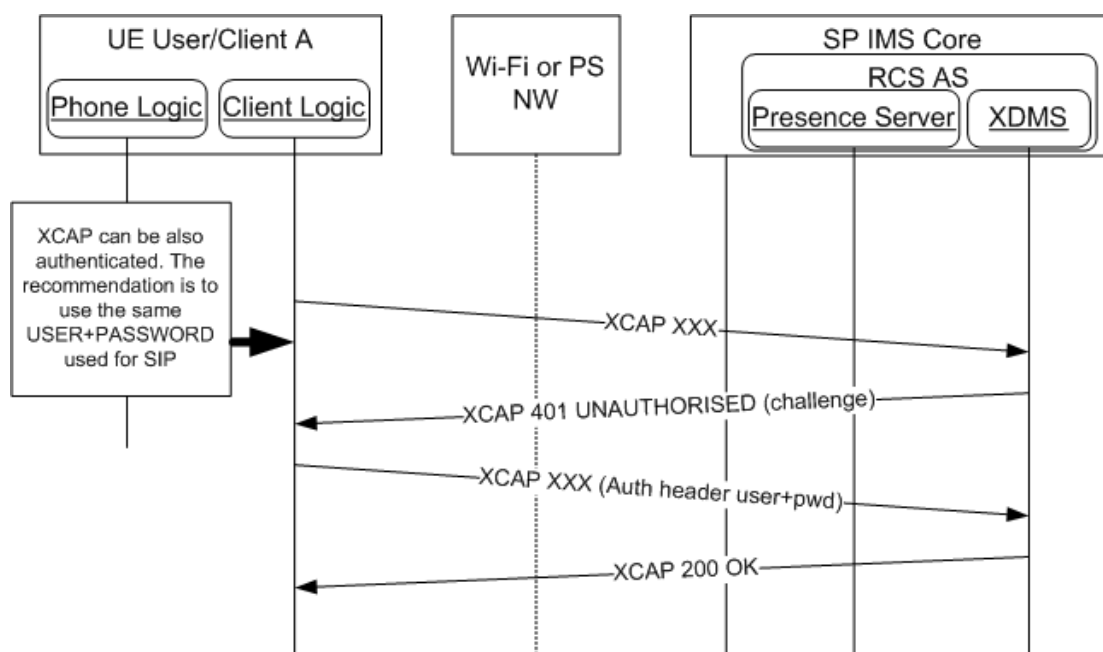 UE User/Client A
Phone Logic
Client Logic
Wi-Fi or PS
NW
SP IMS Core
RCS AS
Presence Server
XDMS
XCAP can be also
authenticated. The
recommendation is to
use the same
USER+PASSWORD
used for SIP
XCAP XXX
XCAP 401 UNAUTHORISED (challenge)
XCAP XXX (Auth header user+pwd)
XCAP 200 OK